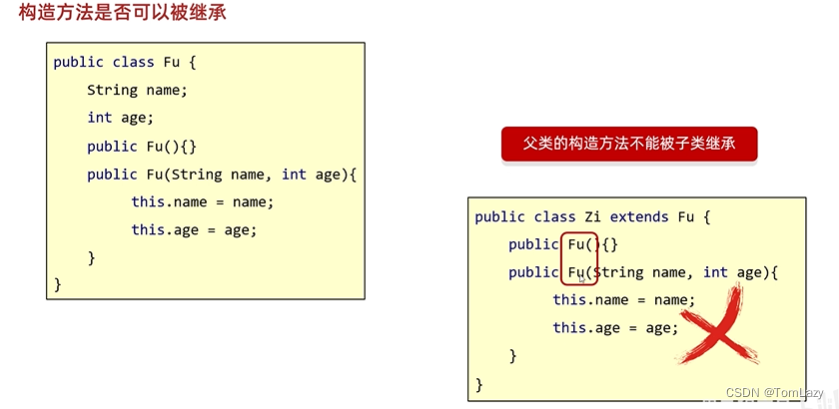 构造方法是否可以被继承
public class Fu {
String name;
int age;
public Fu(){}
public Fu(String name, int age){
this.name = name;
this.age = age;
}
}
父类的构造方法不能被子类继承
public class Zi extends Fu {
public Fu(){}
public Fu(String name, int age){
this.name = name;
this.age = age;
}
}
CSDN @TomLazy